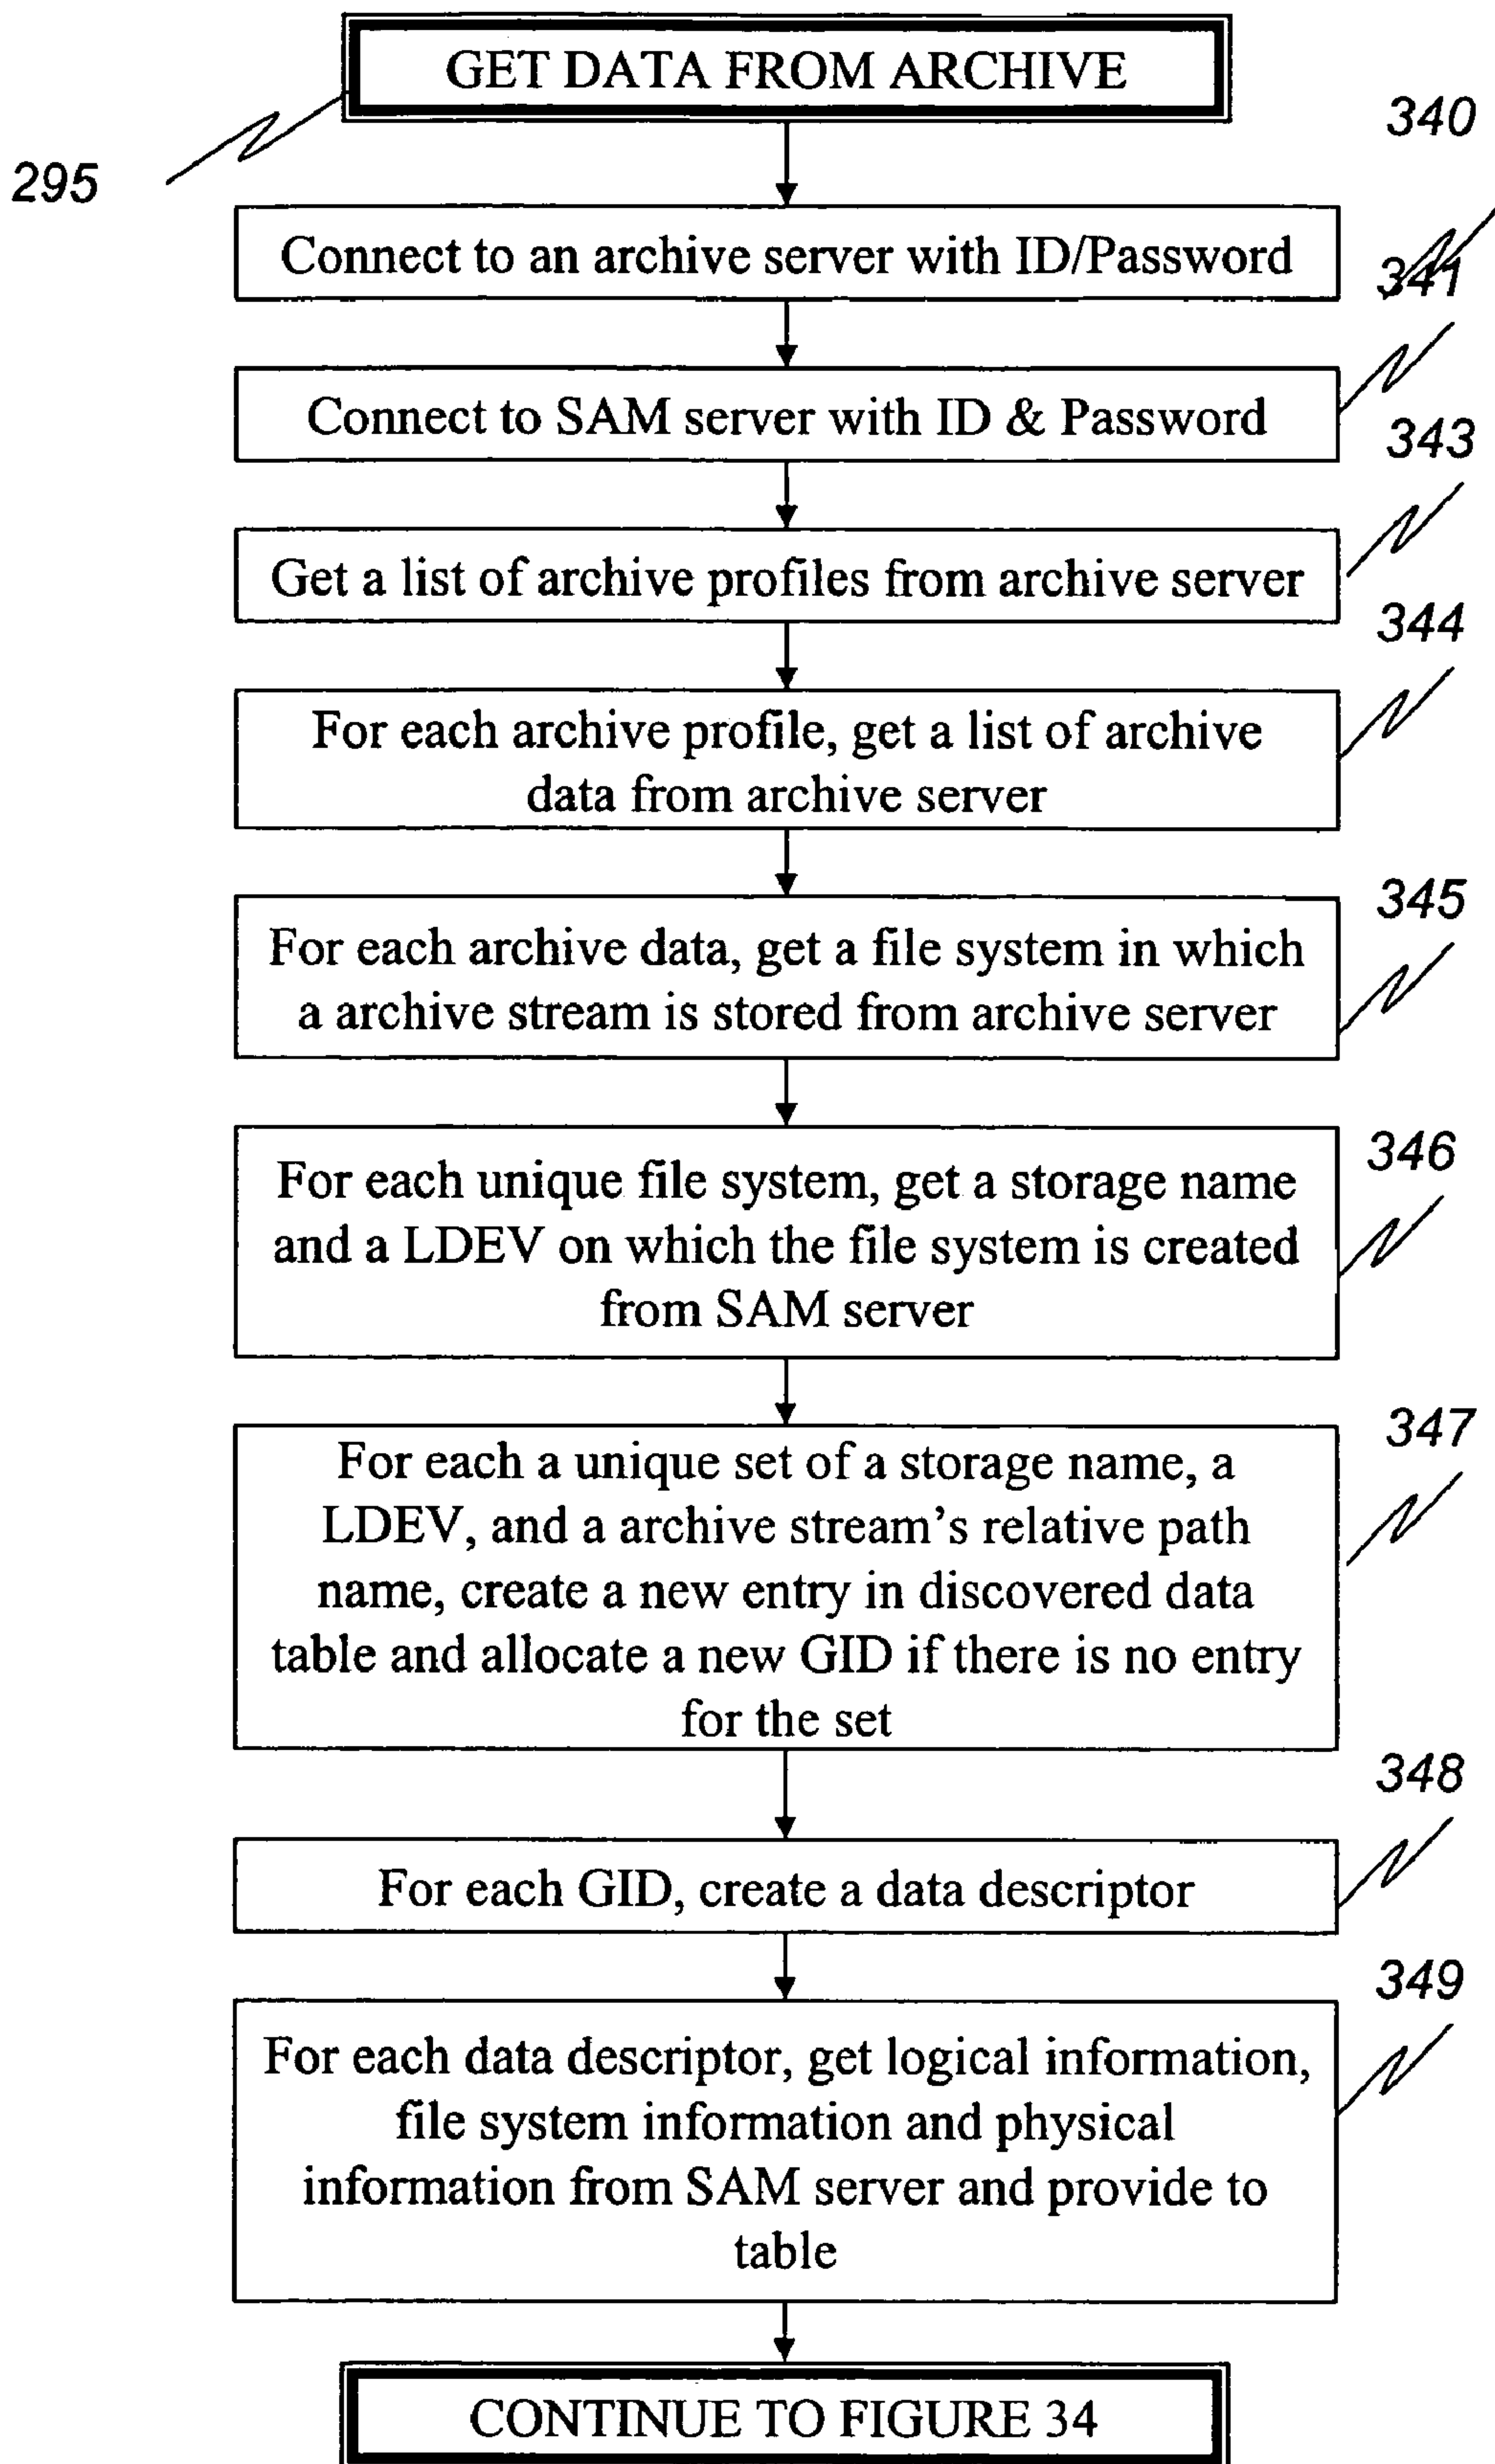 GET DATA FROM ARCHIVE
295
340
Connect to an archive server with ID/Password
341
Connect to SAM server with ID & Password
343
Get a list of archive profiles from archive server
344
For each archive profile, get a list of archive
data from archive server
345
For each archive data, get a file system in which
a archive stream is stored from archive server
346
For each unique file system, get a storage name
and a LDEV on which the file system is created
from SAM server
347
For each a unique set of a storage name, a
LDEV, and a archive stream's relative path
name, create a new entry in discovered data
table and allocate a new GID if there is no entry
for the set
348
For each GID, create a data descriptor
349
For each data descriptor, get logical information,
file system information and physical
information from SAM server and provide to
table
CONTINUE TO FIGURE 34